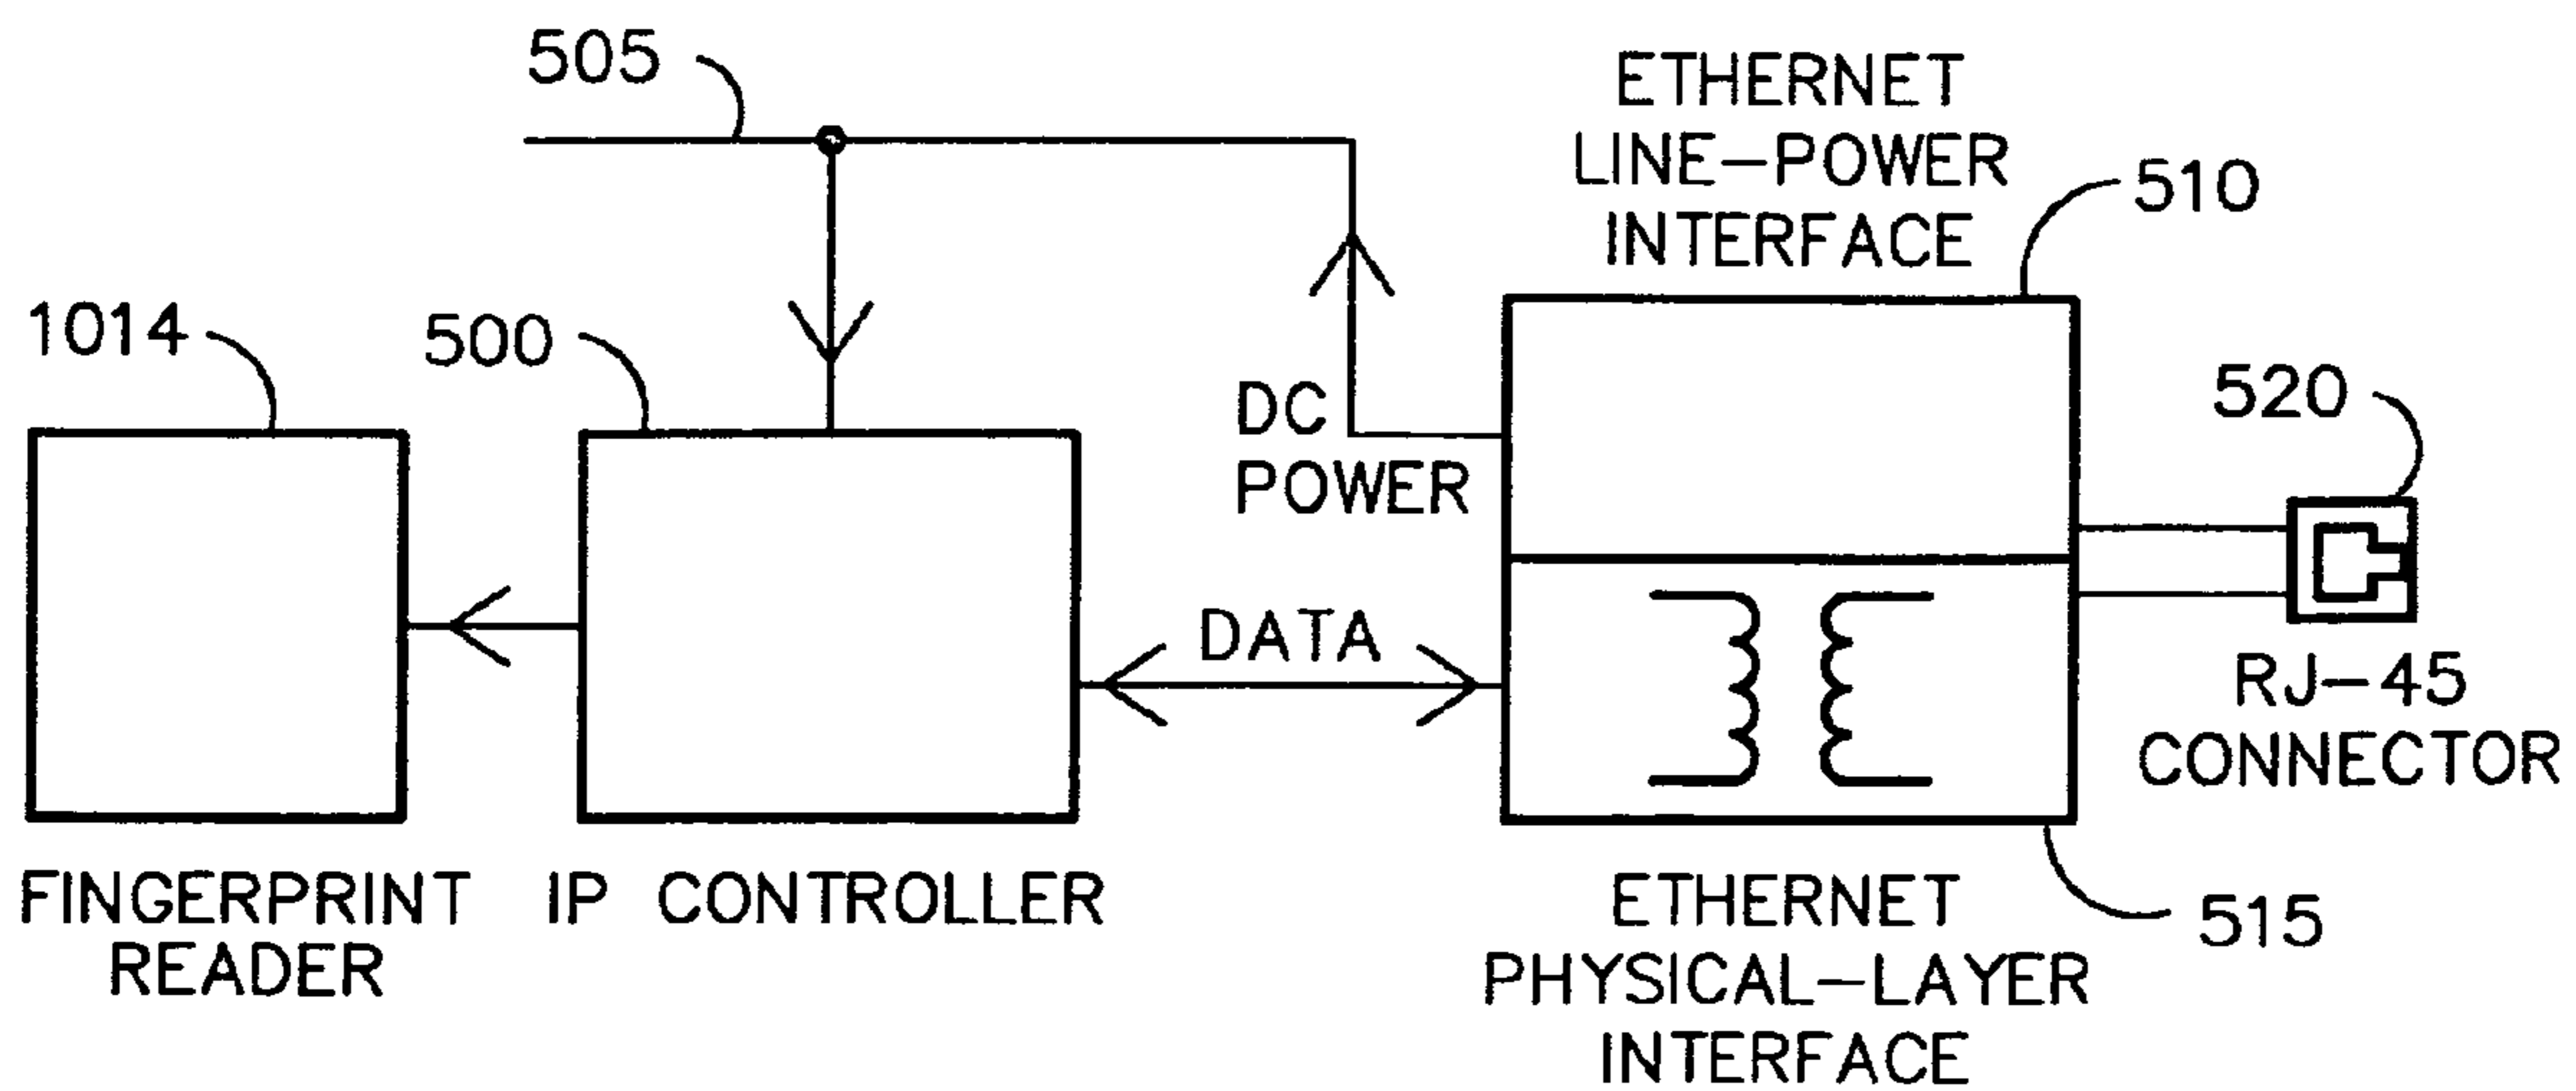 505
ETHERNET
LINE-POWER
INTERFACE
510
1014
500
DC
POWER
520
DATA
RJ-45
CONNECTOR
FINGERPRINT
READER
IP CONTROLLER
ETHERNET
PHYSICAL-LAYER
INTERFACE
515